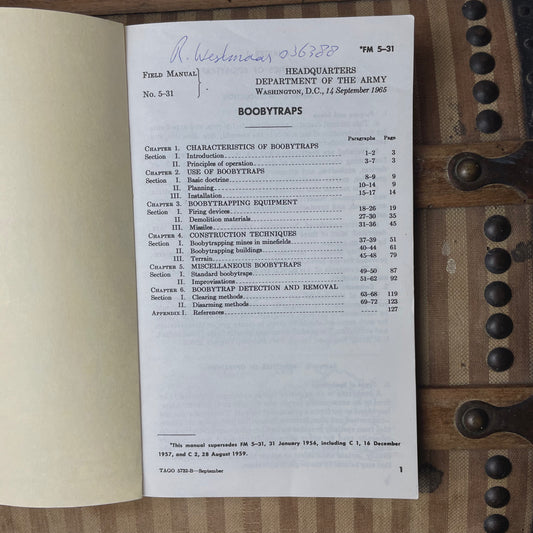 R. Westmaas 036388
*FM 5–31
Field Manual
No. 5-31
HEADQUARTERS
DEPARTMENT OF THE ARMY
Washington, D.C., 14 September 1965
BOOBYTRAPS
Paragraphs Page
Chapter 1. CHARACTERISTICS OF BOOBYTRAPS
Section I. Introduction 1–2 3
II. Principles of operation 3–7 3
Chapter 2. USE OF BOOBYTRAPS
Section I. Basic doctrine 8–9 9
II. Planning 10–14 9
III. Installation 15–17 14
Chapter 3. BOOBYTRAPPING EQUIPMENT
Section I. Firing devices 18–26 19
II. Demolition materials 27–30 35
III. Missiles 31–36 45
Chapter 4. CONSTRUCTION TECHNIQUES
Section I. Boobytrapping mines in minefields 37–39 51
II. Boobytrapping buildings 40–44 61
III. Terrain 45–48 79
Chapter 5. MISCELLANEOUS BOOBYTRAPS
Section I. Standard boobytraps 49–50 87
II. Improvisations 51–62 92
Chapter 6. BOOBYTRAP DETECTION AND REMOVAL
Section I. Clearing methods 63–68 119
II. Disarming methods 69–72 123
Appendix I. References 127
*This manual supersedes FM 5–31, 31 January 1956, including C 1, 16 December
1957, and C 2, 28 August 1959.
TAGO 5732-B—September 1